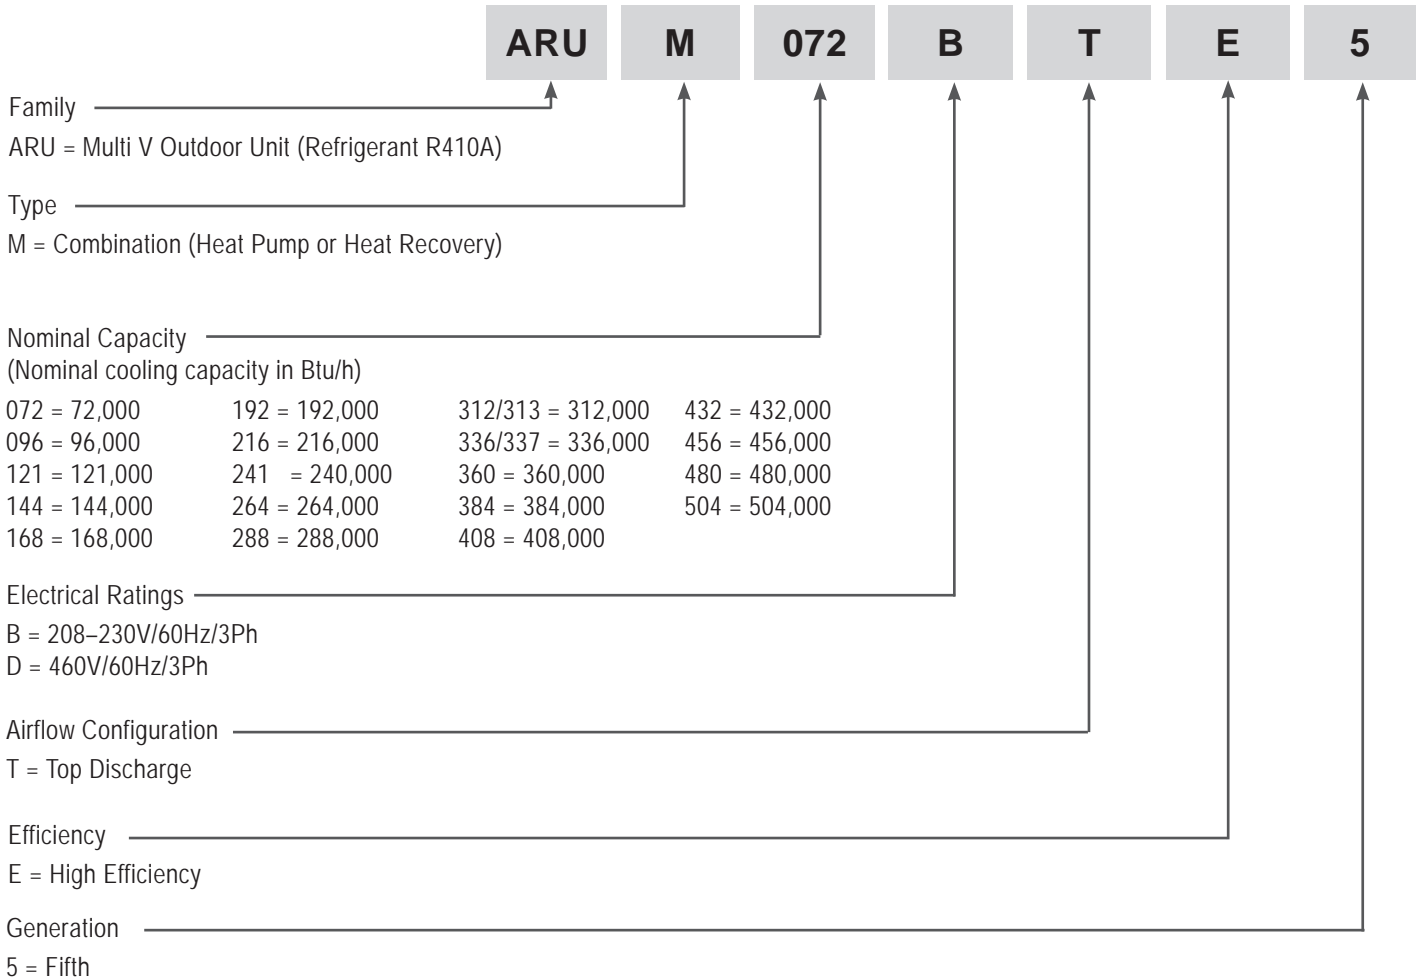 ARU M 072 B T E 5
Family
ARU = Multi V Outdoor Unit (Refrigerant R410A)
Type
M = Combination (Heat Pump or Heat Recovery)
Nominal Capacity
(Nominal cooling capacity in Btu/h)
072 = 72,000 192 = 192,000 312/313 = 312,000 432 = 432,000
096 = 96,000 216 = 216,000 336/337 = 336,000 456 = 456,000
121 = 121,000 241 = 240,000 360 = 360,000 480 = 480,000
144 = 144,000 264 = 264,000 384 = 384,000 504 = 504,000
168 = 168,000 288 = 288,000 408 = 408,000
Electrical Ratings
B = 208–230V/60Hz/3Ph
D = 460V/60Hz/3Ph
Airflow Configuration
T = Top Discharge
Efficiency
E = High Efficiency
Generation
5 = Fifth